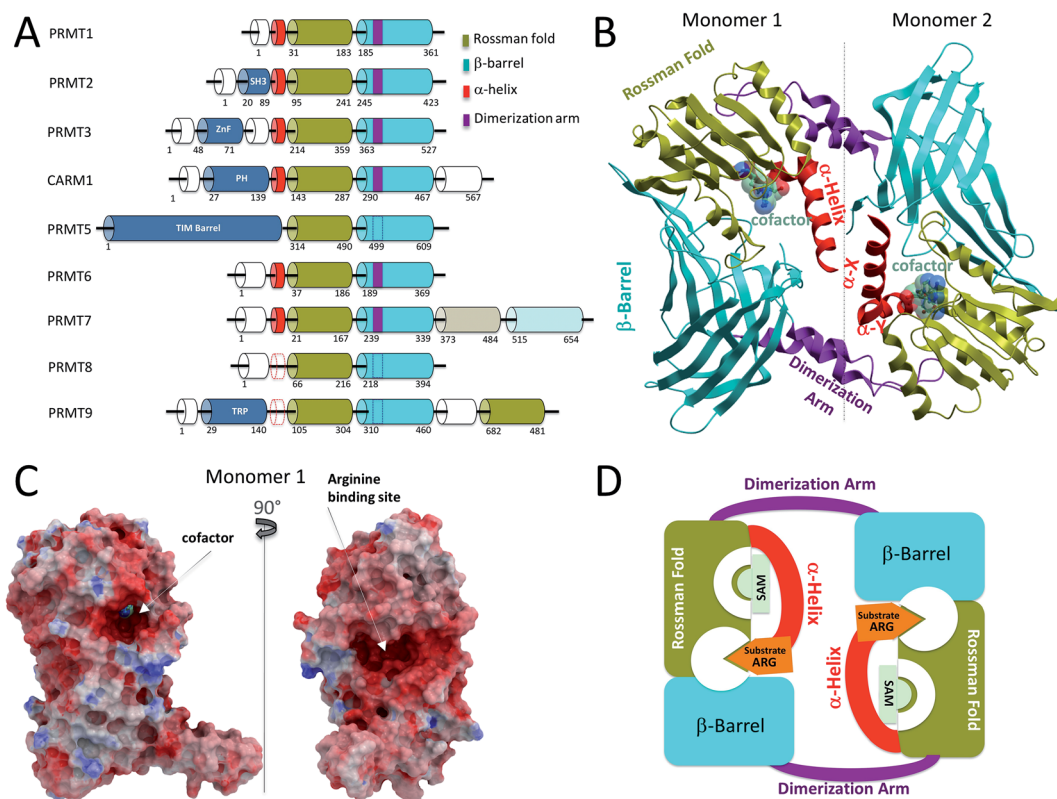 A
PRMT1
1 31 183 185 361
PRMT2
SH3
1 20 89 95 241 245 423
PRMT3
ZnF
1 48 71 214 359 363 527
CARM1
PH
1 27 139 143 287 290 467 567
PRMT5
TIM Barrel
1 314 490 499 609
PRMT6
1 37 186 189 369
PRMT7
1 21 167 239 339 373 484 515 654
PRMT8
1 66 216 218 394
PRMT9
TRP
1 29 140 105 304 310 460 682 481
Rossman fold
β-barrel
α-helix
Dimerization arm
B
Monomer 1
Monomer 2
Rossman Fold
α-Helix
cofactor
α-X
cofactor
α-Y
β-Barrel
Dimerization
Arm
C
Monomer 1
cofactor
90°
Arginine
binding site
D
Dimerization Arm
Rossman Fold
SAM
α-Helix
β-Barrel
Substrate
ARG
Substrate
ARG
α-Helix
SAM
Rossman Fold
β-Barrel
Dimerization Arm